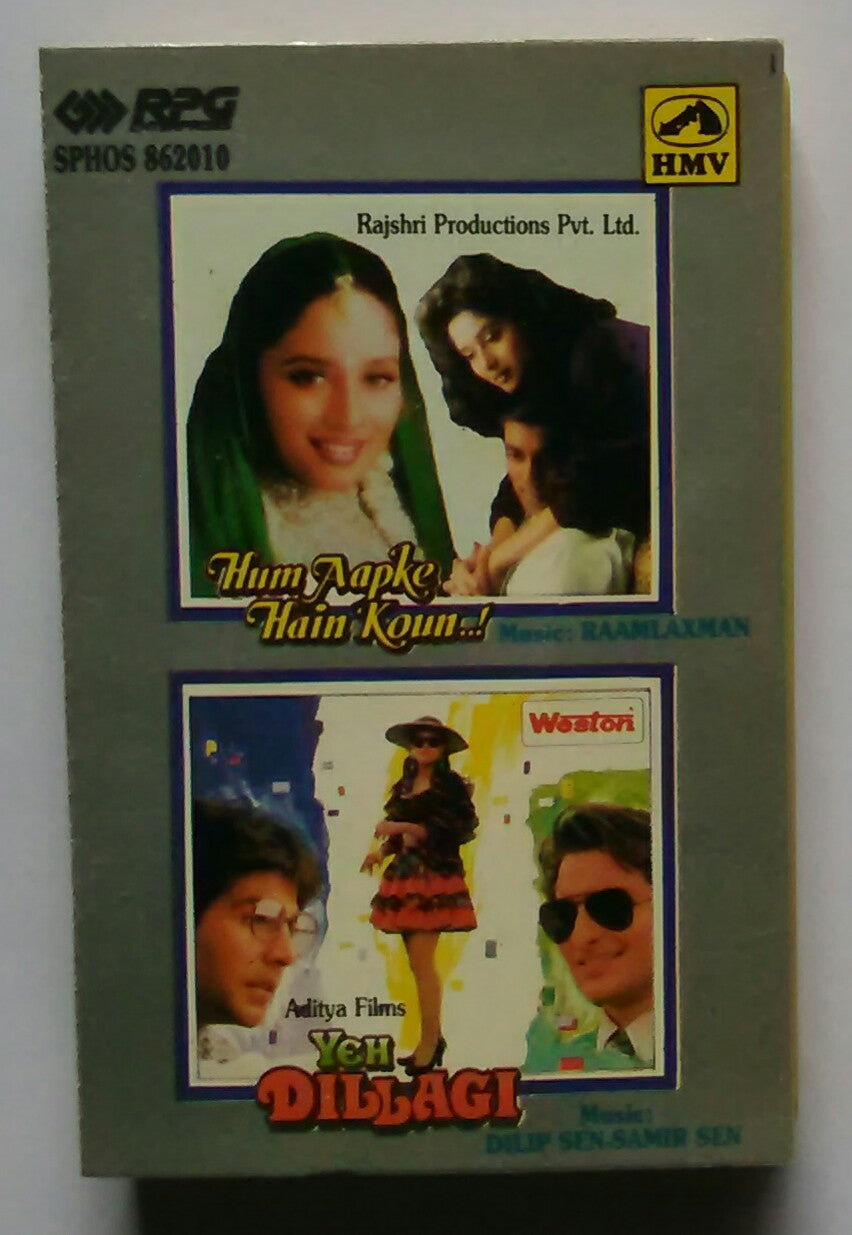 RPG
SPHOS 862010
HMV
Rajshri Productions Pvt. Ltd.
Hum Aapke
Hain Koun..!
Music: RAAMLAXMAN
Weston
Aditya Films
YEH
DILLAGI
Music:
DILIP SEN-SAMIR SEN